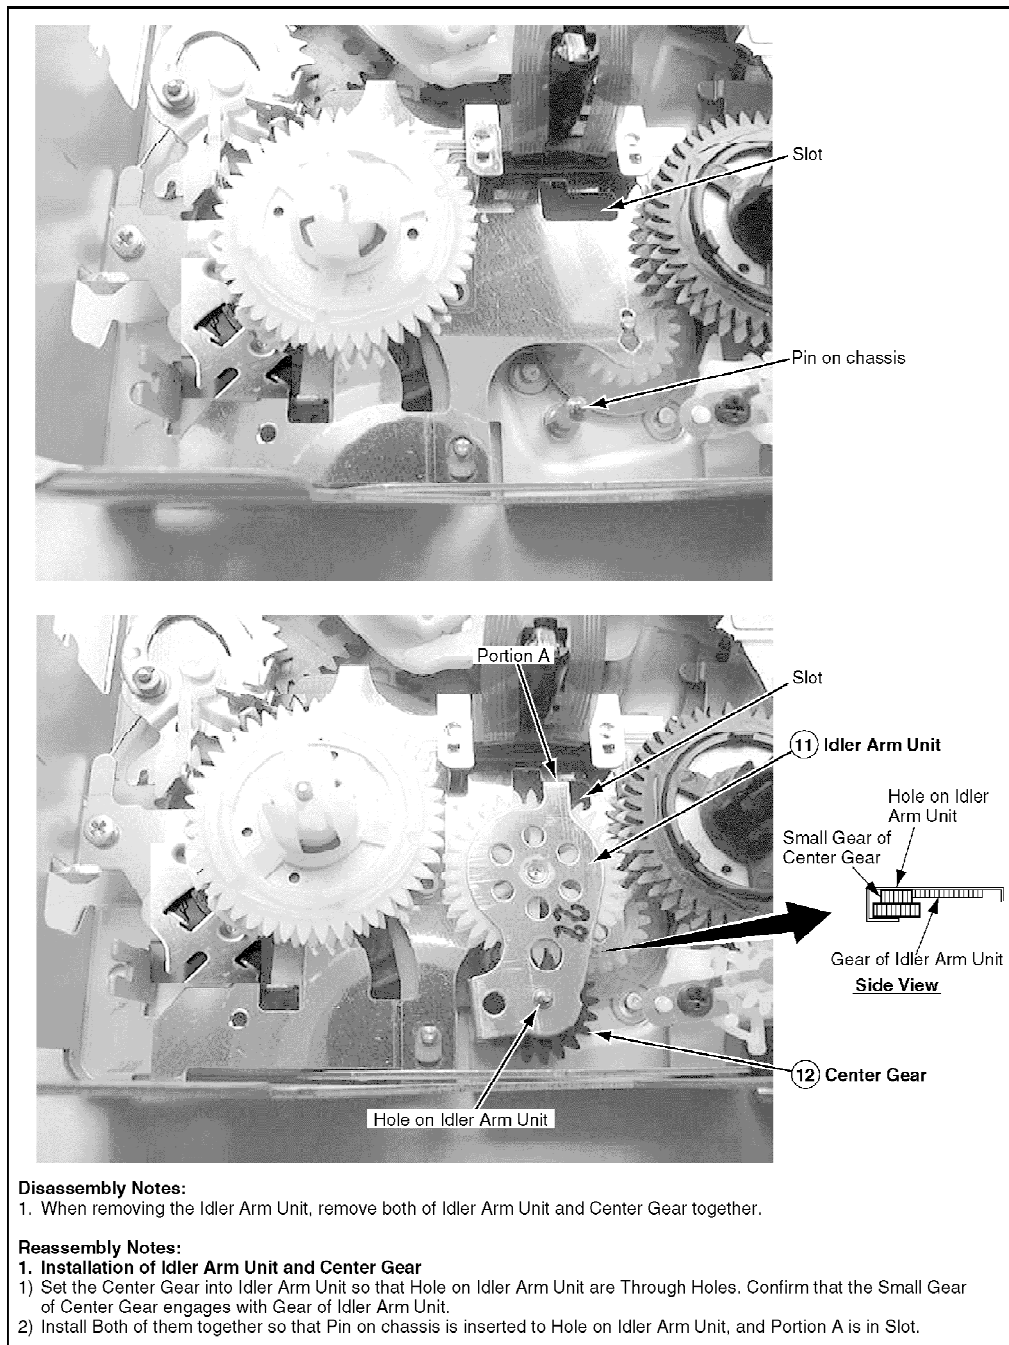 Slot
Pin on chassis
Portion A
Slot
11 Idler Arm Unit
Hole on Idler
Arm Unit
Small Gear of
Center Gear
Gear of Idler Arm Unit
Side View
12 Center Gear
Hole on Idler Arm Unit
Disassembly Notes:
1. When removing the Idler Arm Unit, remove both of Idler Arm Unit and Center Gear together.
Reassembly Notes:
1. Installation of Idler Arm Unit and Center Gear
1) Set the Center Gear into Idler Arm Unit so that Hole on Idler Arm Unit are Through Holes. Confirm that the Small Gear
of Center Gear engages with Gear of Idler Arm Unit.
2) Install Both of them together so that Pin on chassis is inserted to Hole on Idler Arm Unit, and Portion A is in Slot.